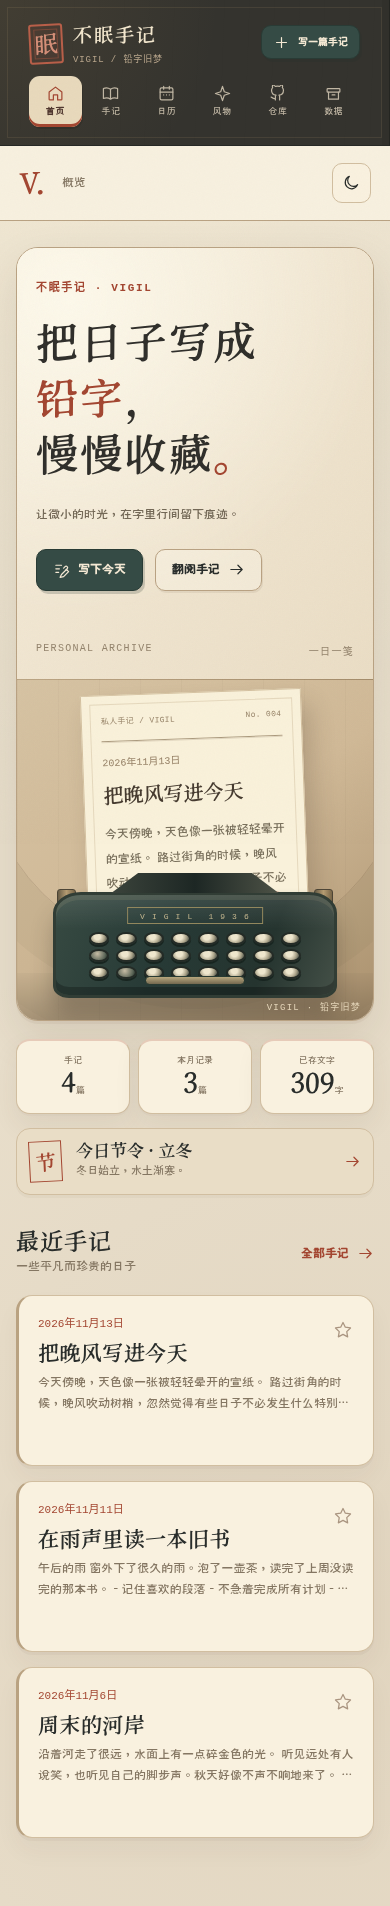 眠
不眠手记
VIGIL / 铅字旧梦
写一篇手记
首页
手记
日历
风物
仓库
数据
V.
概览
不眠手记 · VIGIL
把日子写成
铅字，
慢慢收藏。
让微小的时光，在字里行间留下痕迹。
写下今天
翻阅手记
PERSONAL ARCHIVE
一日一笺
私人手记 / VIGIL
No. 004
2026年11月13日
把晚风写进今天
今天傍晚，天色像一张被轻轻晕开
的宣纸。 路过街角的时候，晚风
VIGIL 1936
VIGIL · 铅字旧梦
手记
4篇
本月记录
3篇
已存文字
309字
节
今日节令 · 立冬
冬日始立，水土渐寒。
最近手记
一些平凡而珍贵的日子
全部手记
2026年11月13日
把晚风写进今天
今天傍晚，天色像一张被轻轻晕开的宣纸。 路过街角的时
候，晚风吹动树梢，忽然觉得有些日子不必发生什么特别…
2026年11月11日
在雨声里读一本旧书
午后的雨 窗外下了很久的雨。泡了一壶茶，读完了上周没读
完的那本书。 - 记住喜欢的段落 - 不急着完成所有计划 - …
2026年11月6日
周末的河岸
沿着河走了很远，水面上有一点碎金色的光。 听见远处有人
说笑，也听见自己的脚步声。秋天好像不声不响地来了。 …